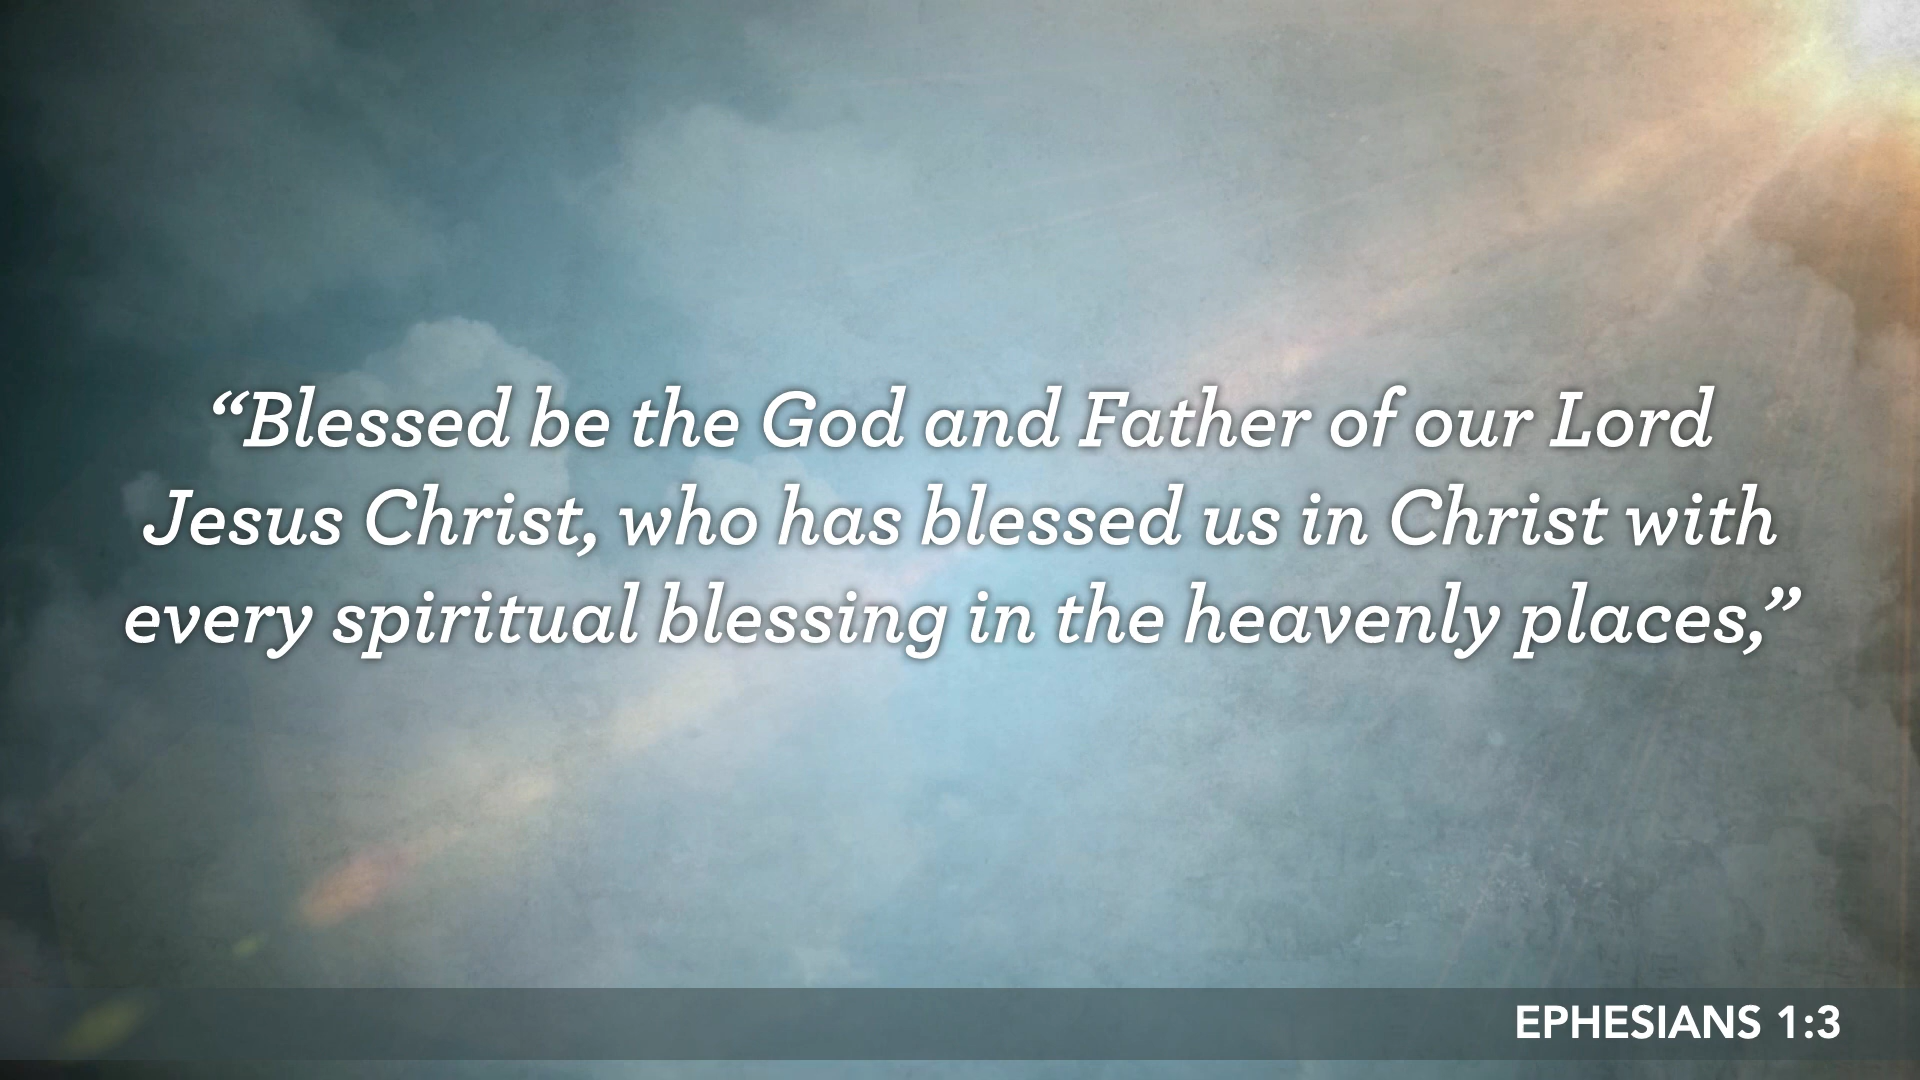 “Blessed be the God and Father of our Lord
Jesus Christ, who has blessed us in Christ with
every spiritual blessing in the heavenly places,”
EPHESIANS 1:3